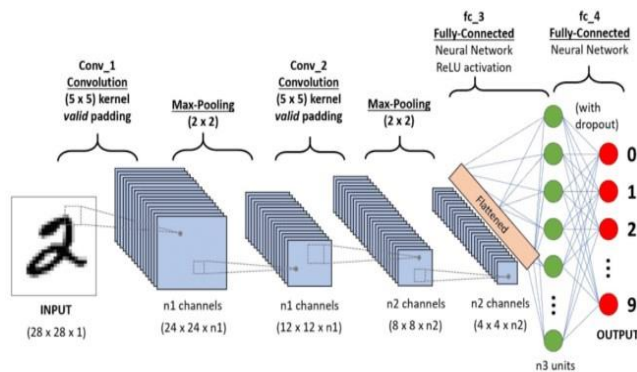 fc_3
Fully-Connected
Neural Network
ReLU activation
fc_4
Fully-Connected
Neural Network
Conv_1
Convolution
(5 x 5) kernel
valid padding
Max-Pooling
(2 x 2)
Conv_2
Convolution
(5 x 5) kernel
valid padding
Max-Pooling
(2 x 2)
(with
dropout)
Flattened
2
0
1
2
9
INPUT
(28 x 28 x 1)
n1 channels
(24 x 24 x n1)
n1 channels
(12 x 12 x n1)
n2 channels
(8 x 8 x n2)
n2 channels
(4 x 4 x n2)
OUTPUT
n3 units